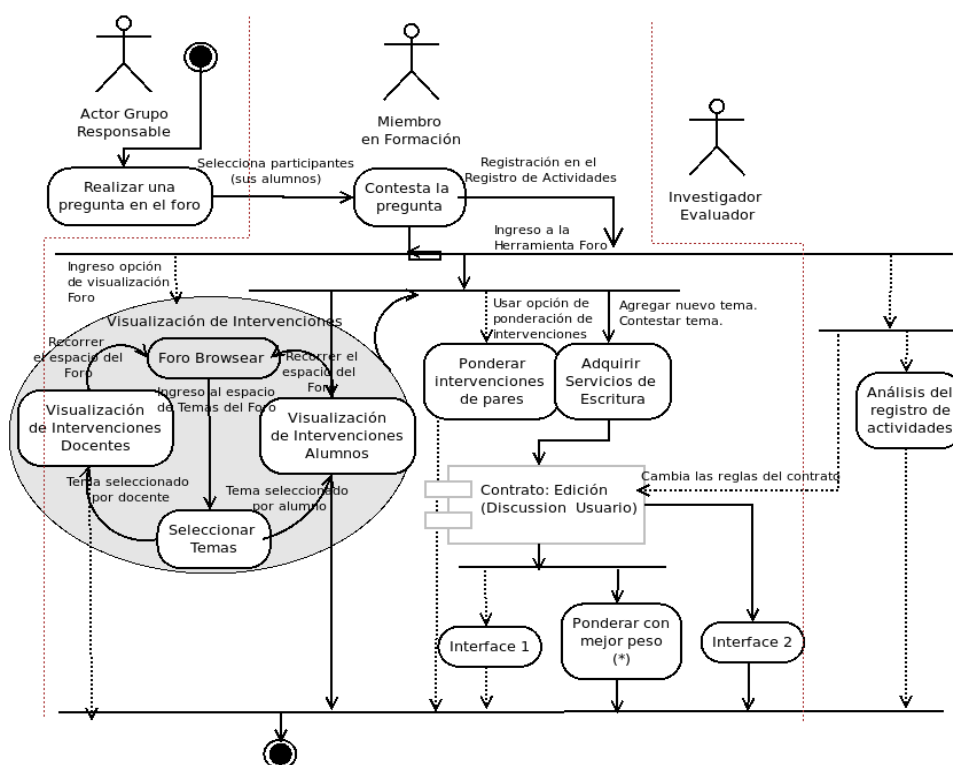 Actor Grupo
Responsable
Miembro
en Formación
Investigador
Evaluador
Realizar una
pregunta en el foro
Selecciona participantes
(sus alumnos)
Contesta la
pregunta
Registración en el
Registro de Actividades
Ingreso a la
Herramienta Foro
Ingreso opción
de visualización
Foro
Visualización de Intervenciones
Recorrer
el espacio del
Foro
Foro Browsear
Recorrer el
espacio del
Foro
Ingreso al espacio
de Temas del Foro
Visualización
de Intervenciones
Docentes
Visualización
de Intervenciones
Alumnos
Tema seleccionado
por docente
Tema seleccionado
por alumno
Seleccionar
Temas
Usar opción de
ponderación de
intervenciones
Agregar nuevo tema.
Contestar tema.
Ponderar
intervenciones
de pares
Adquirir
Servicios de
Escritura
Análisis del
registro de
actividades
Cambia las reglas del contrato
Contrato: Edición
(Discussion Usuario)
Interface 1
Ponderar con
mejor peso
(*)
Interface 2